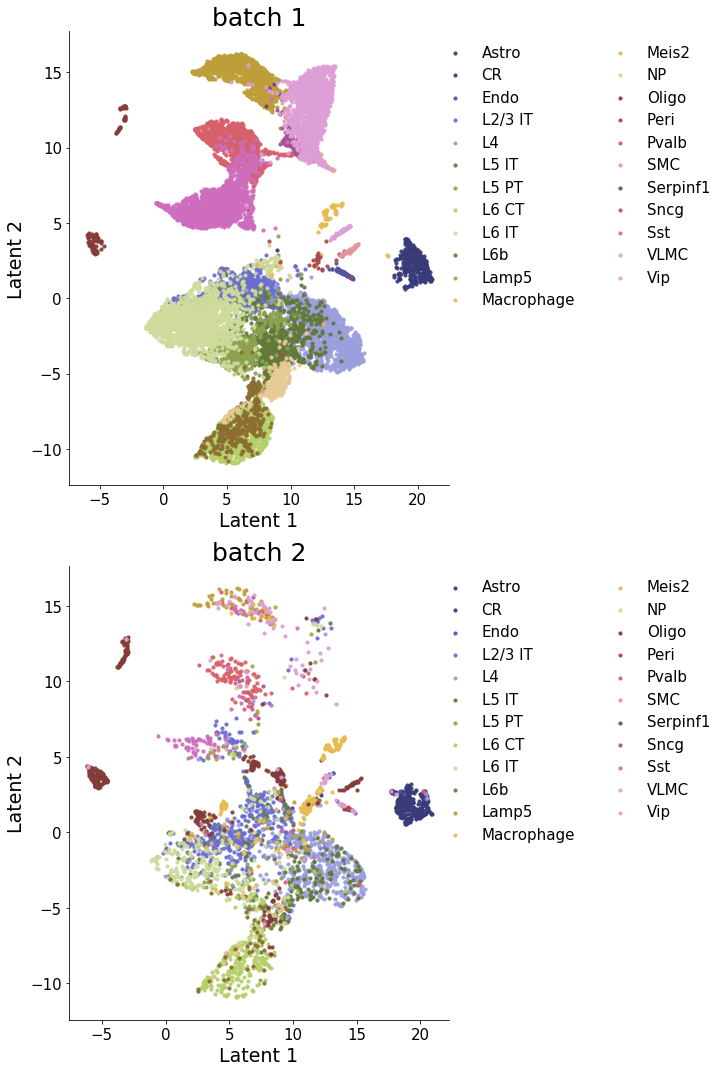 batch 1
Latent 2
15
10
5
0
−5
−10
−5 0 5 10 15 20
Latent 1
Astro
CR
Endo
L2/3 IT
L4
L5 IT
L5 PT
L6 CT
L6 IT
L6b
Lamp5
Macrophage
Meis2
NP
Oligo
Peri
Pvalb
SMC
Serpinf1
Sncg
Sst
VLMC
Vip
batch 2
Latent 2
15
10
5
0
−5
−10
−5 0 5 10 15 20
Latent 1
Astro
CR
Endo
L2/3 IT
L4
L5 IT
L5 PT
L6 CT
L6 IT
L6b
Lamp5
Macrophage
Meis2
NP
Oligo
Peri
Pvalb
SMC
Serpinf1
Sncg
Sst
VLMC
Vip